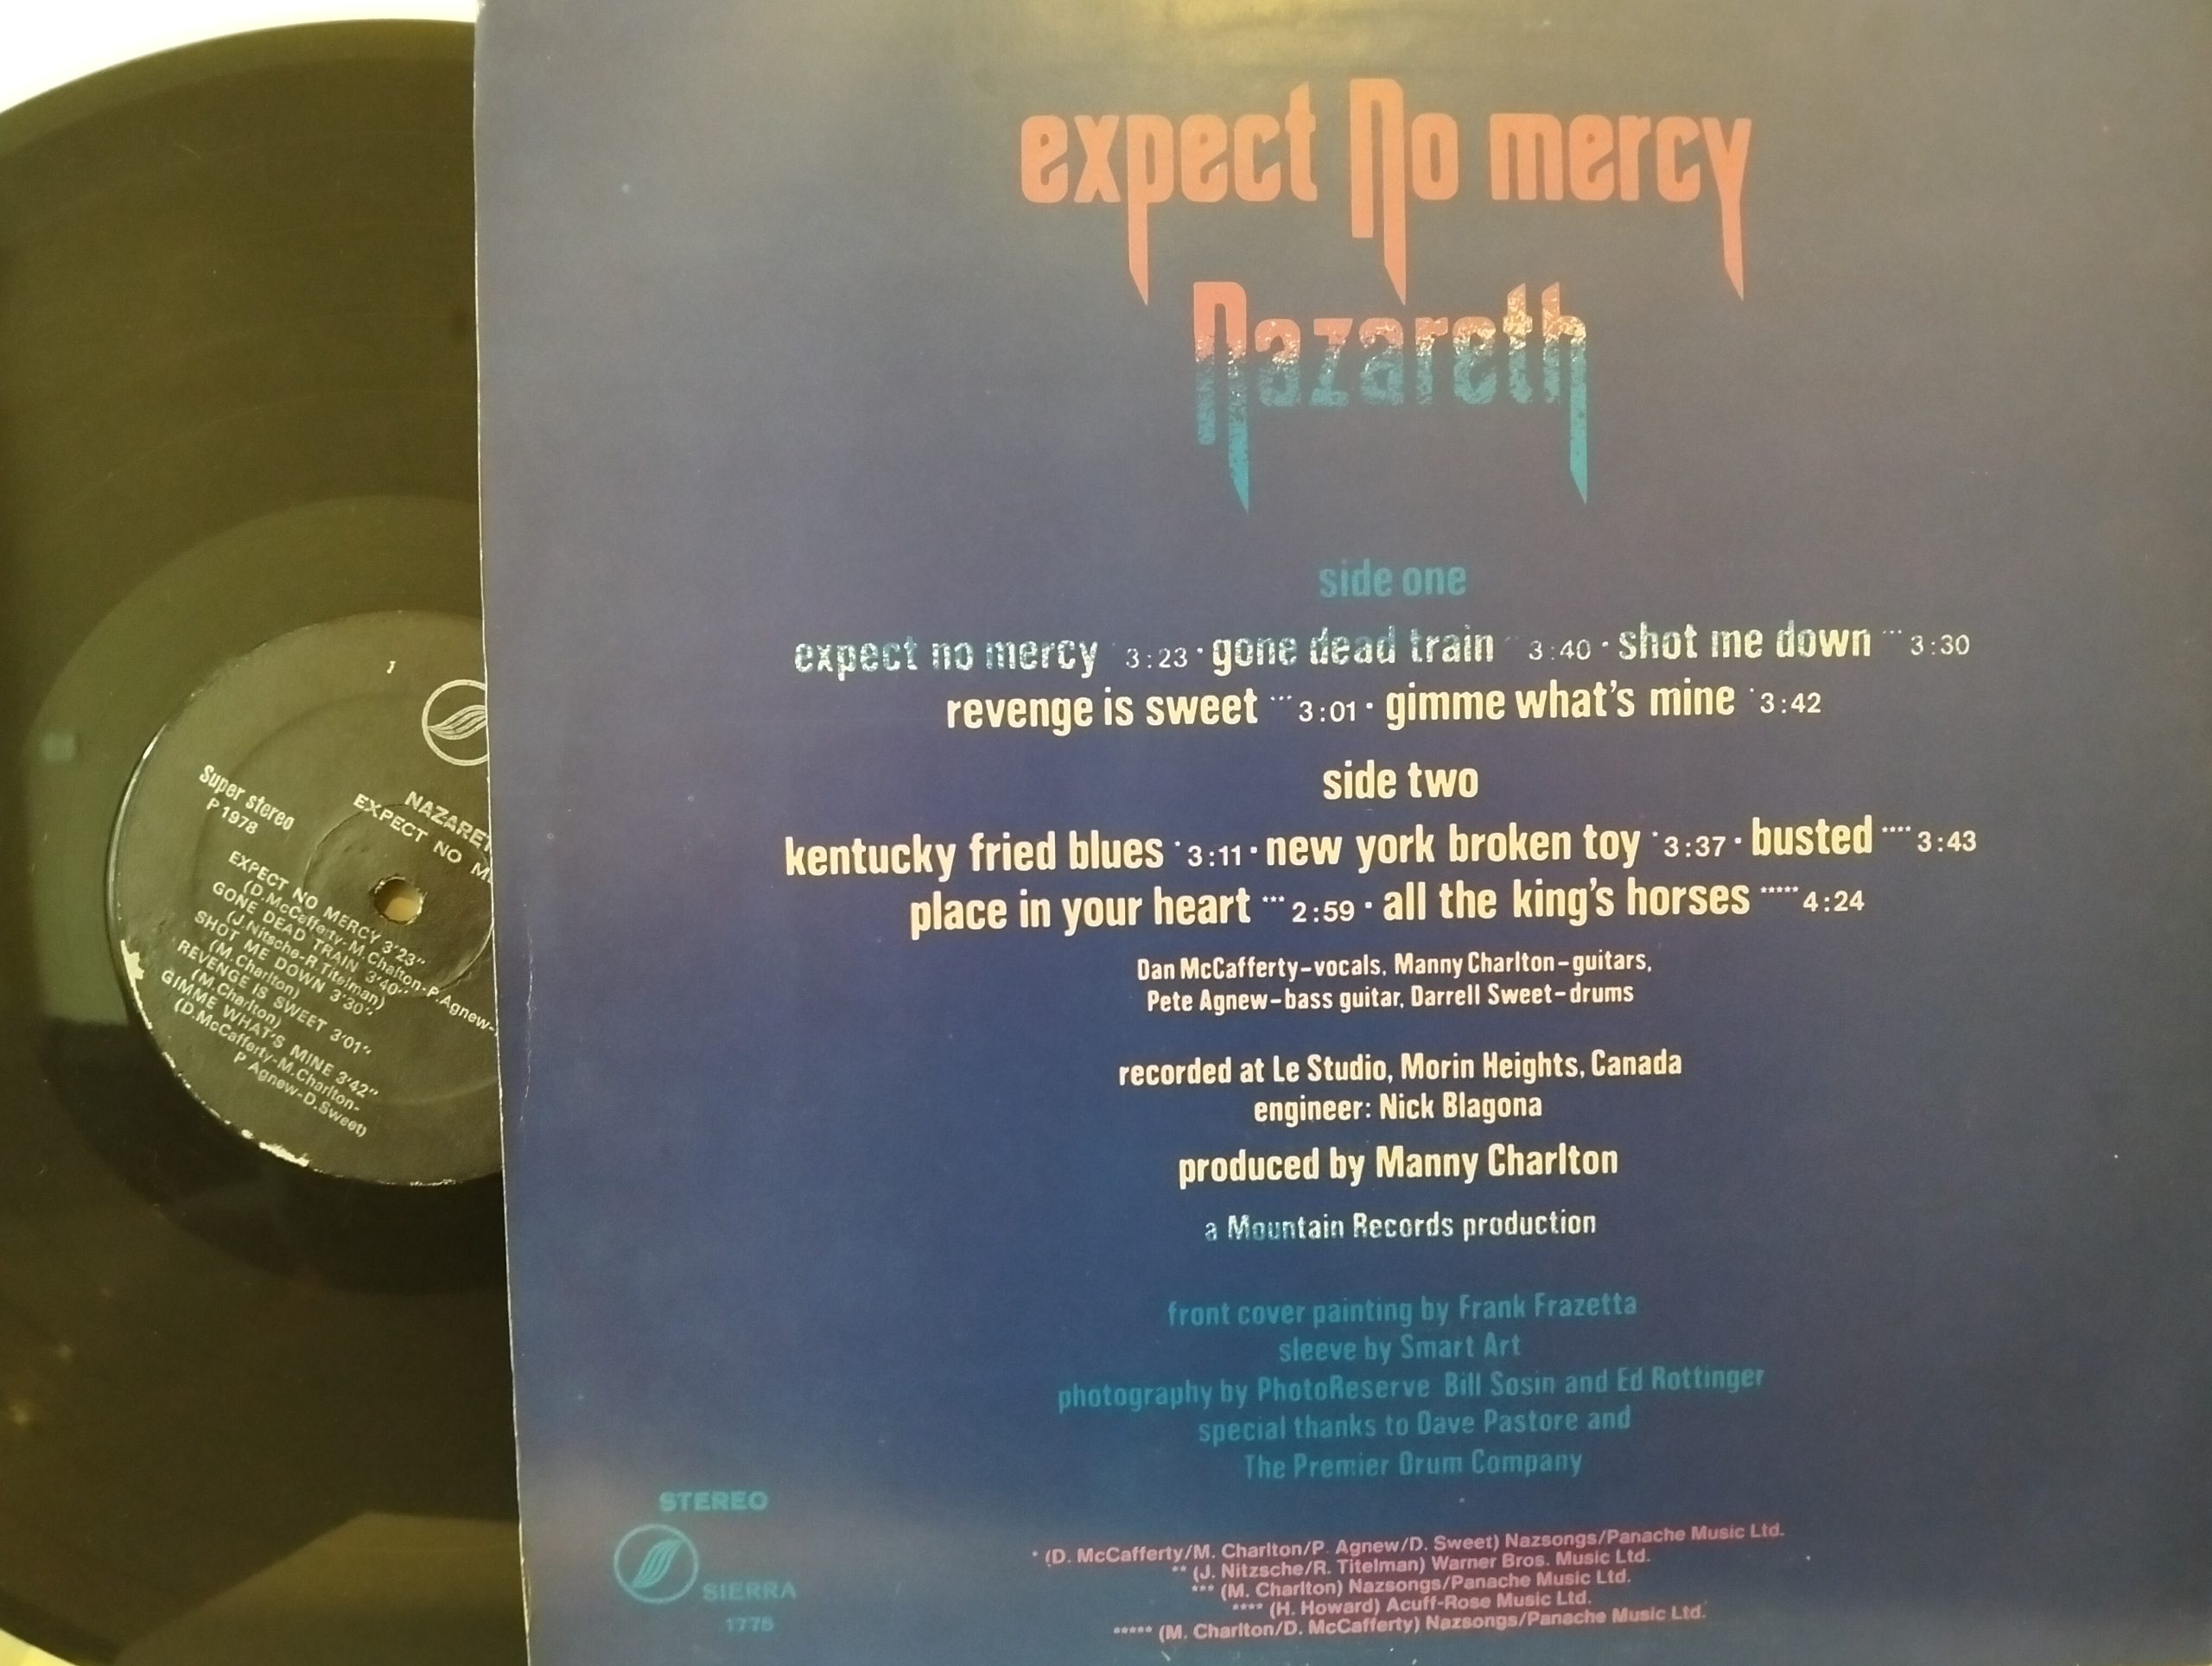 expect No mercy
Nazareth
side one
expect no mercy * 3:23 · gone dead train ** 3:40 · shot me down *** 3:30
revenge is sweet *** 3:01 · gimme what's mine * 3:42
side two
kentucky fried blues * 3:11 · new york broken toy * 3:37 · busted **** 3:43
place in your heart *** 2:59 · all the king's horses ***** 4:24
Dan McCafferty-vocals, Manny Charlton-guitars,
Pete Agnew-bass guitar, Darrell Sweet-drums
recorded at Le Studio, Morin Heights, Canada
engineer: Nick Blagona
produced by Manny Charlton
a Mountain Records production
front cover painting by Frank Frazetta
sleeve by Smart Art
photography by PhotoReserve Bill Sosin and Ed Rottinger
special thanks to Dave Pastore and
The Premier Drum Company
* (D. McCafferty/M. Charlton/P. Agnew/D. Sweet) Nazsongs/Panache Music Ltd.
** (J. Nitzsche/R. Titelman) Warner Bros. Music Ltd.
*** (M. Charlton) Nazsongs/Panache Music Ltd.
**** (H. Howard) Acuff-Rose Music Ltd.
***** (M. Charlton/D. McCafferty) Nazsongs/Panache Music Ltd.
STEREO
SIERRA
1775
NAZARET
EXPECT NO M
Super stereo
P 1978
EXPECT NO MERCY 3'23"
(D.McCafferty-M.Chalton-P.Agnew-
GONE DEAD TRAIN 3'40"
(J.Nitsche-R.Titelman)
SHOT ME DOWN 3'30"
(M.Charlton)
REVENGE IS SWEET 3'01"
(M.Charlton)
GIMME WHAT'S MINE 3'42"
(D.McCafferty-M.Charlton-
P Agnew-D.Sweet)